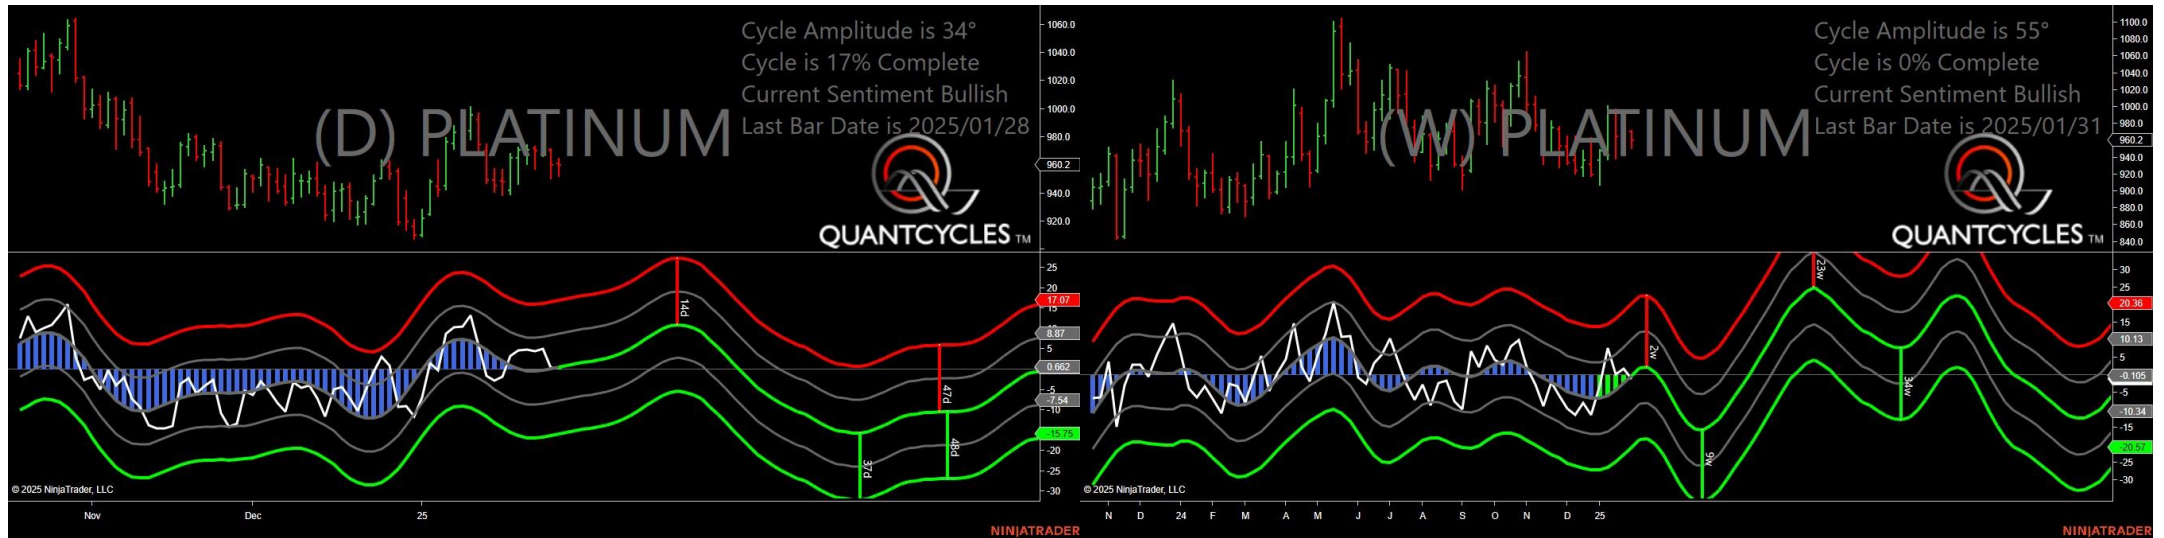 Cycle Amplitude is 34°
Cycle is 17% Complete
Current Sentiment Bullish
Last Bar Date is 2025/01/28
(D) PLATINUM
QUANTCYCLES TM
1060.0
1040.0
1020.0
1000.0
980.0
960.2
940.0
920.0
25
20
17.07
15
8.87
5
0.662
-5
-7.54
-10
-15.75
-20
-25
-30
14d
37d
47d
48d
© 2025 NinjaTrader, LLC
Nov
Dec
25
NINJATRADER
Cycle Amplitude is 55°
Cycle is 0% Complete
Current Sentiment Bullish
Last Bar Date is 2025/01/31
(W) PLATINUM
QUANTCYCLES TM
1100.0
1080.0
1060.0
1040.0
1020.0
1000.0
980.0
960.2
940.0
920.0
900.0
880.0
860.0
840.0
30
25
20.36
15
10.13
5
-0.105
-5
-10.34
-15
-20.57
-25
-30
2w
9w
23w
34w
© 2025 NinjaTrader, LLC
N D 24 F M A M J J A S O N D 25
NINJATRADER